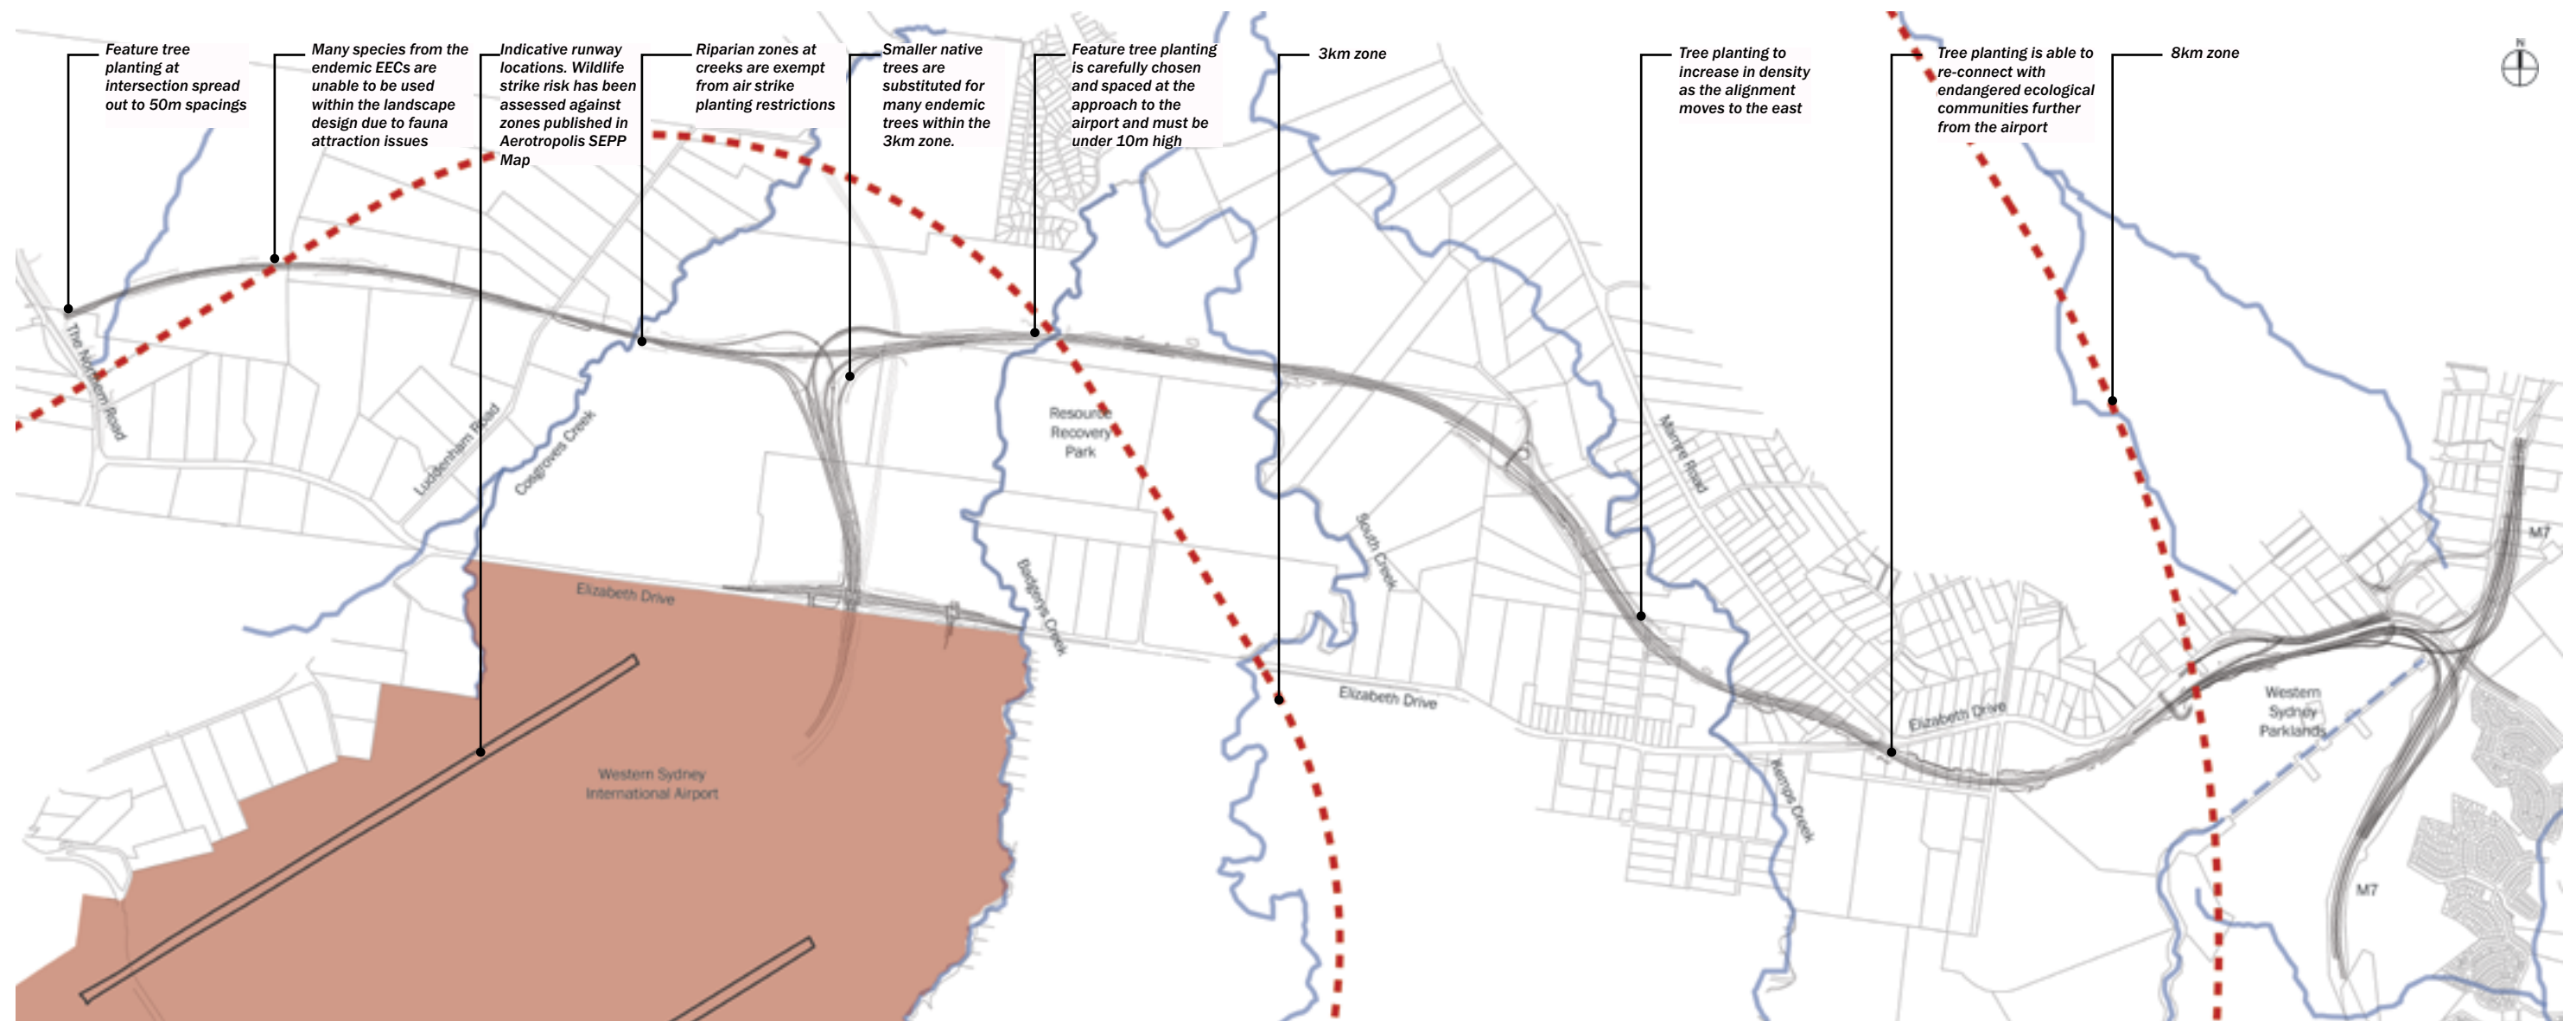 Feature tree
planting at
intersection spread
out to 50m spacings
Many species from the
endemic EECs are
unable to be used
within the landscape
design due to fauna
attraction issues
Indicative runway
locations. Wildlife
strike risk has been
assessed against
zones published in
Aerotropolis SEPP
Map
Riparian zones at
creeks are exempt
from air strike
planting restrictions
Smaller native
trees are
substituted for
many endemic
trees within the
3km zone.
Feature tree planting
is carefully chosen
and spaced at the
approach to the
airport and must be
under 10m high
3km zone
Tree planting to
increase in density
as the alignment
moves to the east
Tree planting is able to
re-connect with
endangered ecological
communities further
from the airport
8km zone
N
The Northern Road
Luddenham Road
Cosgroves Creek
Resource
Recovery
Park
Mamre Road
South Creek
Badgerys Creek
Elizabeth Drive
M7
Elizabeth Drive
Elizabeth Drive
Western
Sydney
Parklands
Western Sydney
International Airport
Kemps Creek
M7